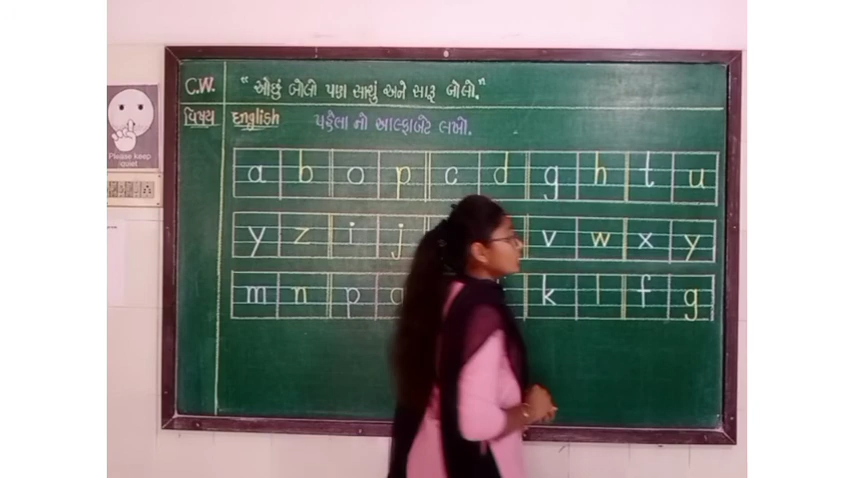 C.W. "ઓછું બોલો પણ સાચું અને સારૂ બોલો."
વિષય English પહેલા નો આલ્ફાબેટ લખો.
Please keep
quiet
a b o p c d g h t u
y z i j v w x y
m n p k l f g